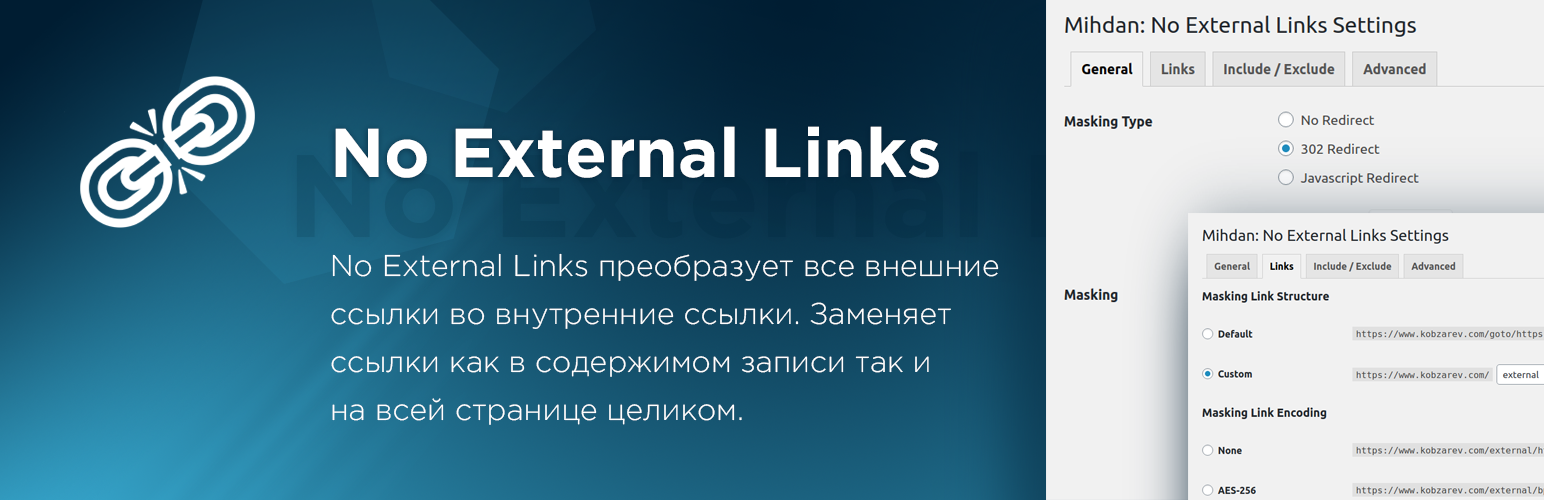 No External Links
No External Links преобразует все внешние
ссылки во внутренние ссылки. Заменяет
ссылки как в содержимом записи так и
на всей странице целиком.
Mihdan: No External Links Settings
General Links Include / Exclude Advanced
Masking Type
No Redirect
302 Redirect
Javascript Redirect
Masking
Mihdan: No External Links Settings
General Links Include / Exclude Advanced
Masking Link Structure
Default https://www.kobzarev.com/goto/https
Custom https://www.kobzarev.com/ external
Masking Link Encoding
None https://www.kobzarev.com/external/
AES-256 https://www.kobzarev.com/external/